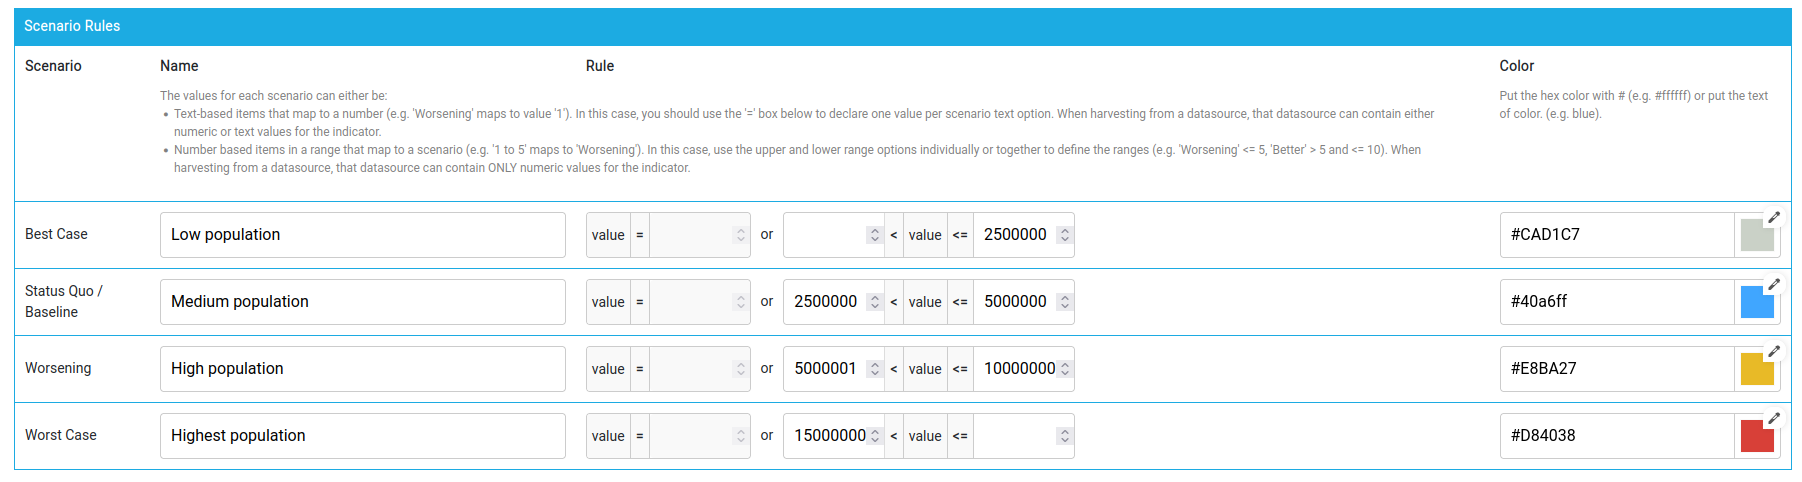 Scenario Rules
Scenario Name Rule Color
The values for each scenario can either be:
• Text-based items that map to a number (e.g. 'Worsening' maps to value '1'). In this case, you should use the '=' box below to declare one value per scenario text option. When harvesting from a datasource, that datasource can contain either
numeric or text values for the indicator.
• Number based items in a range that map to a scenario (e.g. '1 to 5' maps to 'Worsening'). In this case, use the upper and lower range options individually or together to define the ranges (e.g. 'Worsening' <= 5, 'Better' > 5 and <= 10). When
harvesting from a datasource, that datasource can contain ONLY numeric values for the indicator.
Put the hex color with # (e.g. #ffffff) or put the text
of color. (e.g. blue).
Best Case Low population value = or < value <= 2500000 #CAD1C7
Status Quo /
Baseline Medium population value = or 2500000 < value <= 5000000 #40a6ff
Worsening High population value = or 5000001 < value <= 10000000 #E8BA27
Worst Case Highest population value = or 15000000 < value <= #D84038